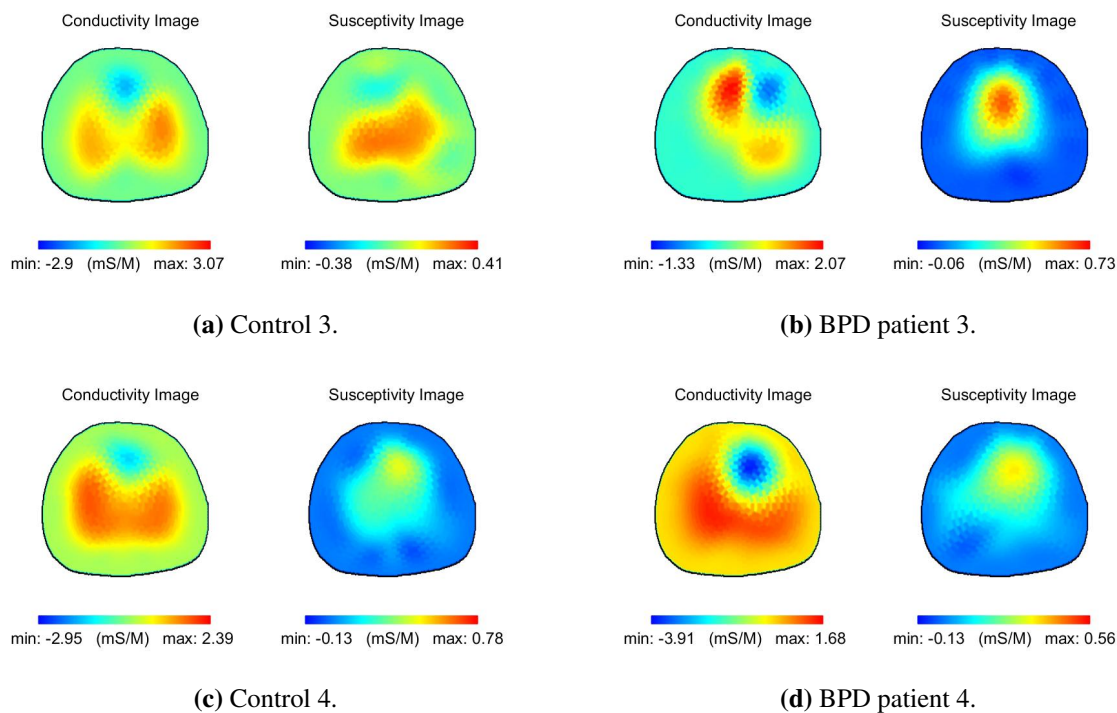 Conductivity Image Susceptivity Image Conductivity Image Susceptivity Image
min: -2.9 (mS/M) max: 3.07 min: -0.38 (mS/M) max: 0.41 min: -1.33 (mS/M) max: 2.07 min: -0.06 (mS/M) max: 0.73
(a) Control 3. (b) BPD patient 3.
Conductivity Image Susceptivity Image Conductivity Image Susceptivity Image
min: -2.95 (mS/M) max: 2.39 min: -0.13 (mS/M) max: 0.78 min: -3.91 (mS/M) max: 1.68 min: -0.13 (mS/M) max: 0.56
(c) Control 4. (d) BPD patient 4.